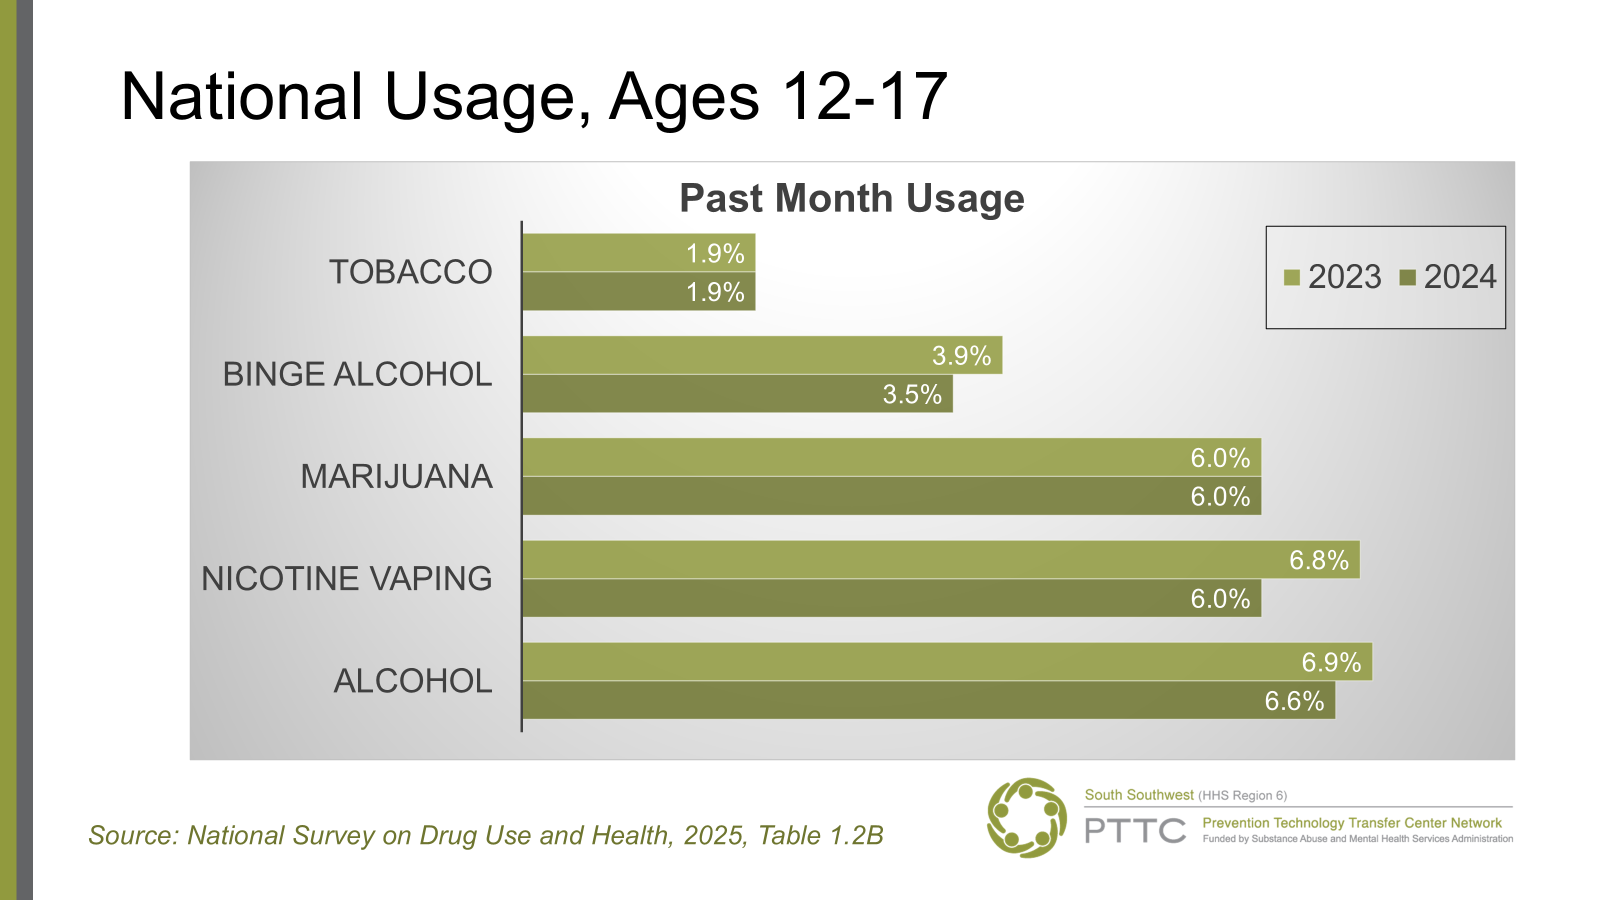 National Usage, Ages 12-17
Past Month Usage
2023 2024
TOBACCO
1.9%
1.9%
BINGE ALCOHOL
3.9%
3.5%
MARIJUANA
6.0%
6.0%
NICOTINE VAPING
6.8%
6.0%
ALCOHOL
6.9%
6.6%
Source: National Survey on Drug Use and Health, 2025, Table 1.2B
South Southwest (HHS Region 6)
PTTC
Prevention Technology Transfer Center Network
Funded by Substance Abuse and Mental Health Services Administration